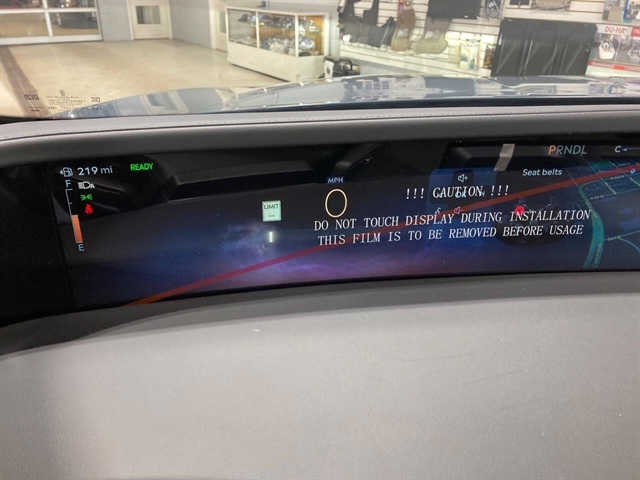 219 mi
READY
F
E
LIMIT
--
MPH
0
PRNDL
C
Seat belts
!!! CAUTION !!!
DO NOT TOUCH DISPLAY DURING INSTALLATION
THIS FILM IS TO BE REMOVED BEFORE USAGE